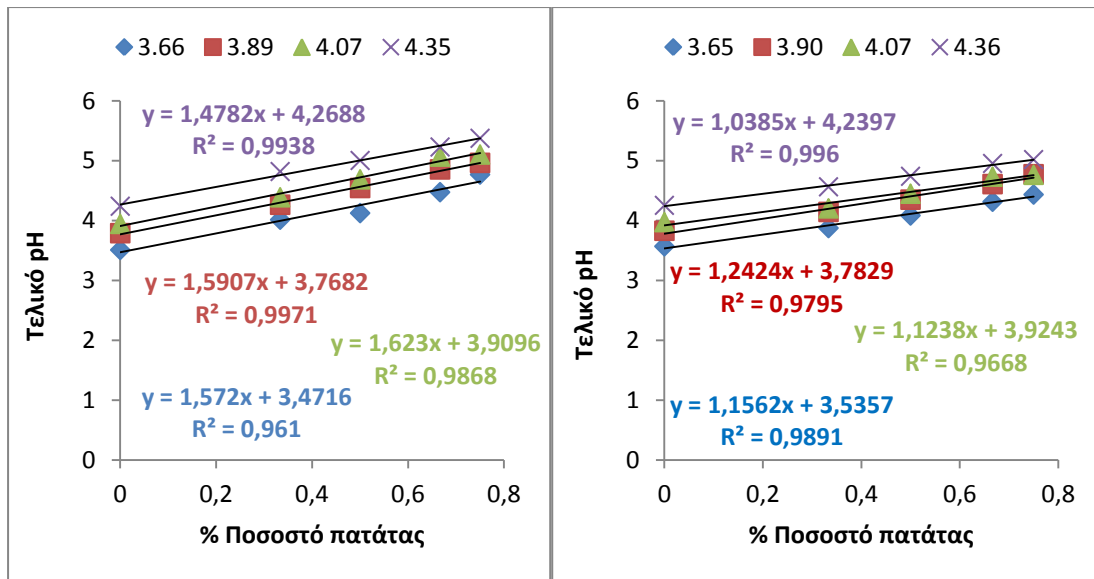 3.66 3.89 4.07 4.35
6
5
4
3
2
1
0
Τελικό pH
y = 1,4782x + 4,2688
R² = 0,9938
y = 1,5907x + 3,7682
R² = 0,9971
y = 1,623x + 3,9096
R² = 0,9868
y = 1,572x + 3,4716
R² = 0,961
0 0,2 0,4 0,6 0,8
% Ποσοστό πατάτας
3.65 3.90 4.07 4.36
6
5
4
3
2
1
0
Τελικό pH
y = 1,0385x + 4,2397
R² = 0,996
y = 1,2424x + 3,7829
R² = 0,9795
y = 1,1238x + 3,9243
R² = 0,9668
y = 1,1562x + 3,5357
R² = 0,9891
0 0,2 0,4 0,6 0,8
% Ποσοστό πατάτας